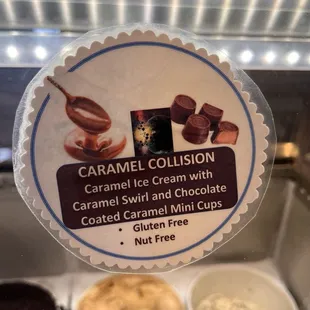 CARAMEL COLLISION
Caramel Ice Cream with
Caramel Swirl and Chocolate
Coated Caramel Mini Cups
• Gluten Free
• Nut Free